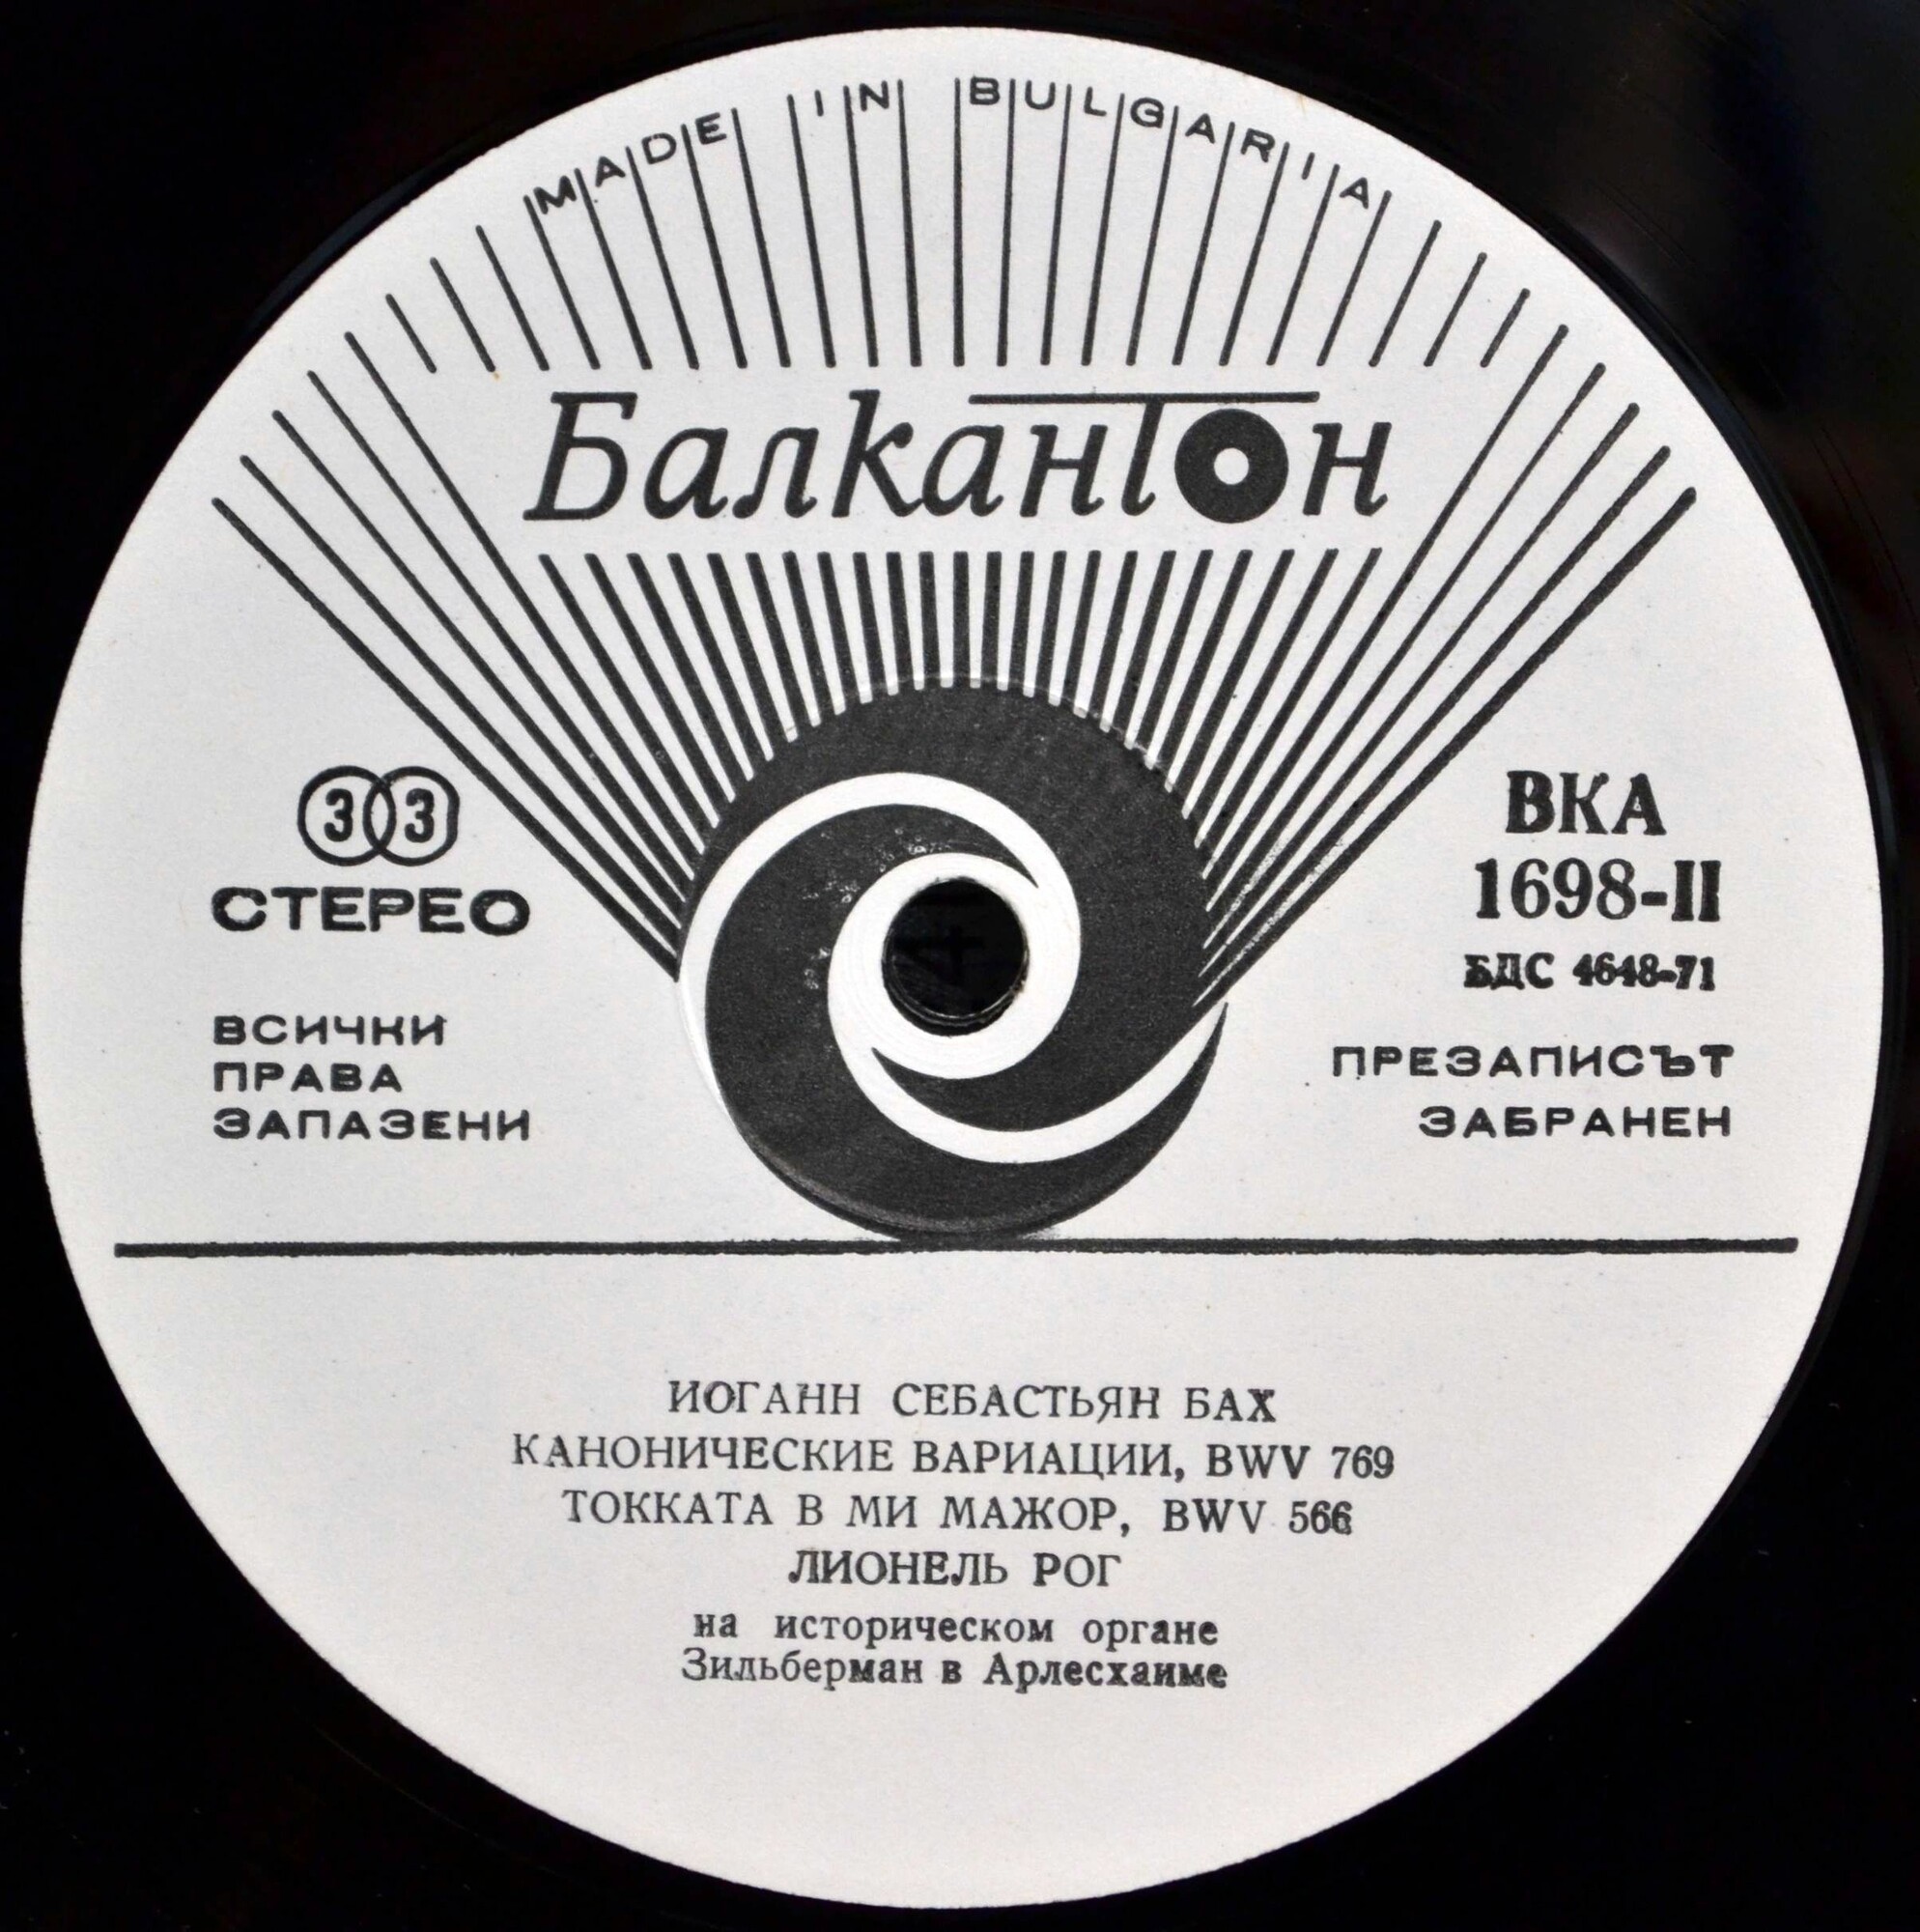 MADE IN BULGARIA
Балкантон
33
СТЕРЕО
ВСИЧКИ
ПРАВА
ЗАПАЗЕНИ
ВКА
1698-II
БДС 4648-71
ПРЕЗАПИСЪТ
ЗАБРАНЕН
ИОГАНН СЕБАСТЬЯН БАХ
КАНОНИЧЕСКИЕ ВАРИАЦИИ, BWV 769
ТОККАТА В МИ МАЖОР, BWV 566
ЛИОНЕЛЬ РОГ
на историческом органе
Зильберман в Арлесхаиме